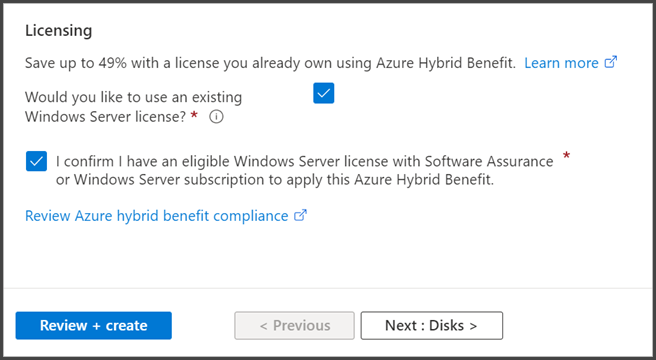 Licensing
Save up to 49% with a license you already own using Azure Hybrid Benefit. Learn more
Would you like to use an existing
Windows Server license? *
I confirm I have an eligible Windows Server license with Software Assurance *
or Windows Server subscription to apply this Azure Hybrid Benefit.
Review Azure hybrid benefit compliance
Review + create < Previous Next : Disks >